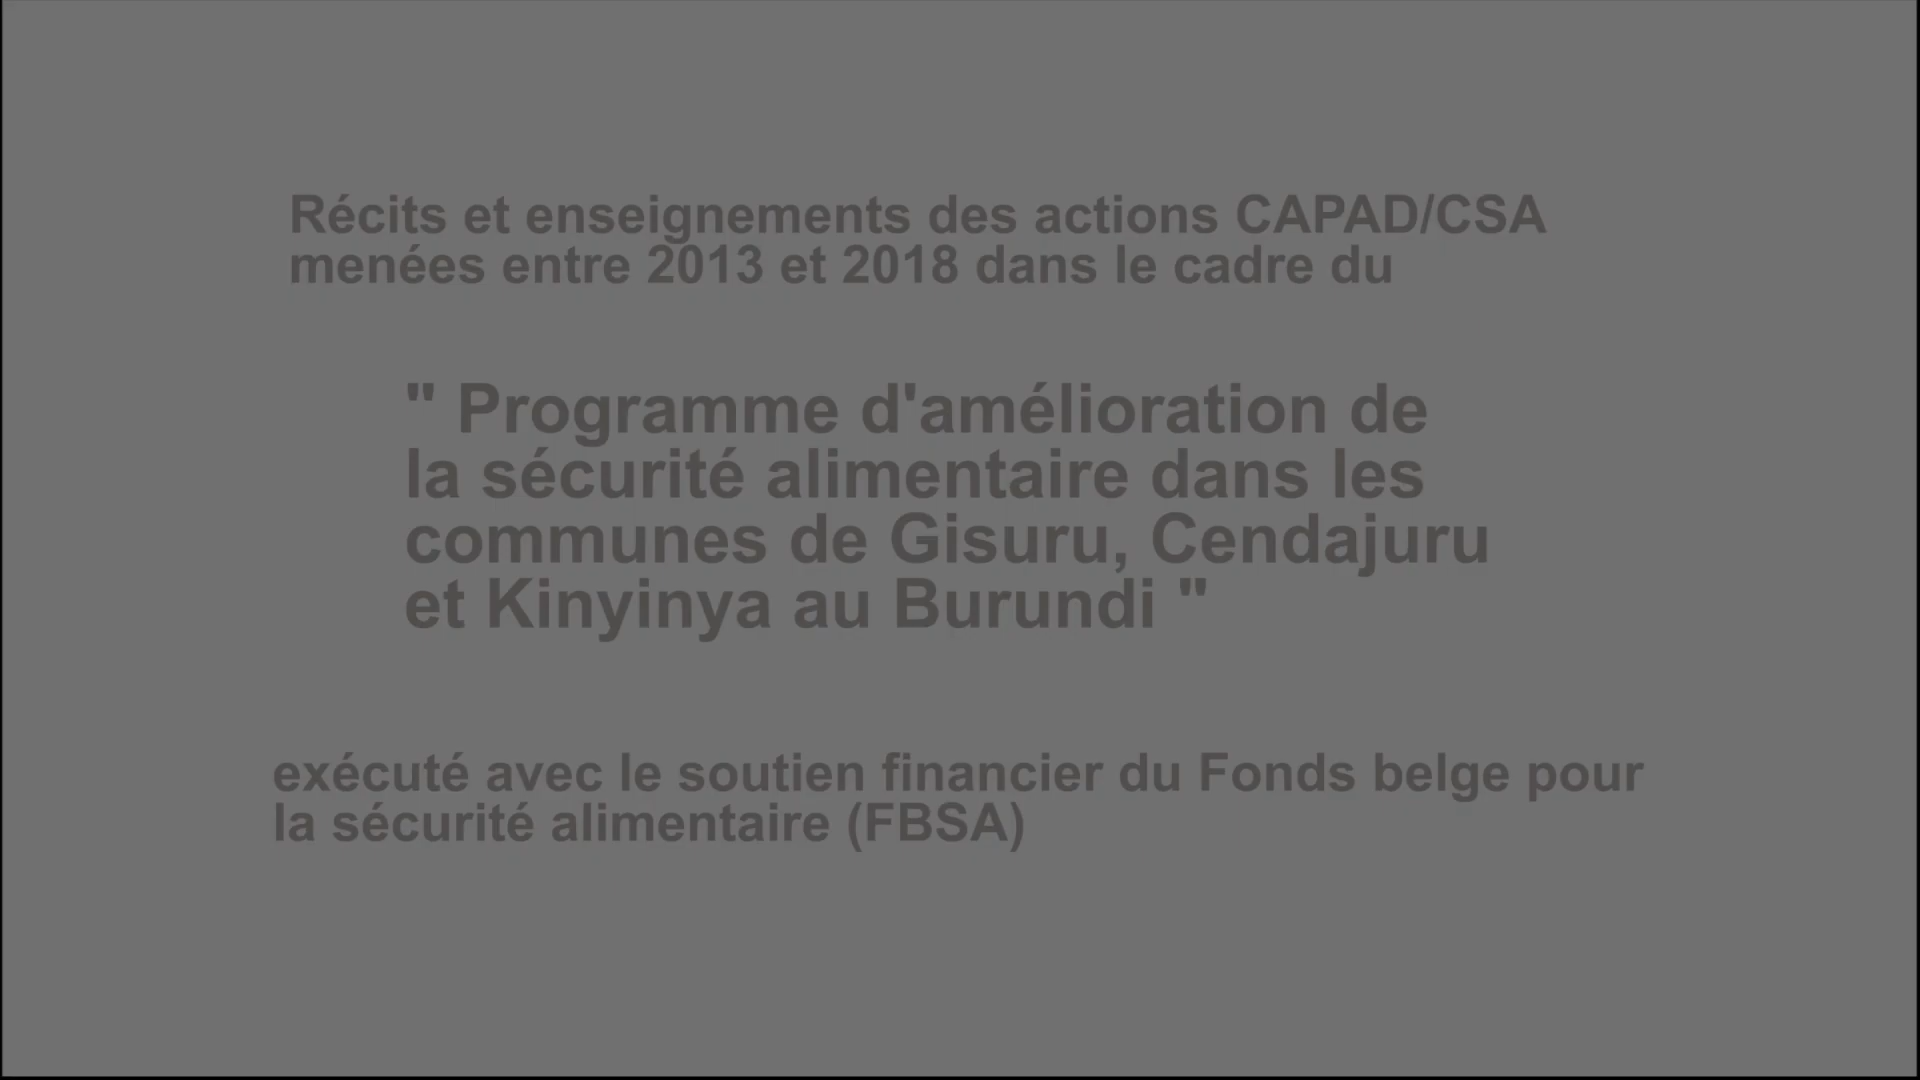 Récits et enseignements des actions CAPAD/CSA
menées entre 2013 et 2018 dans le cadre du
" Programme d'amélioration de
la sécurité alimentaire dans les
communes de Gisuru, Cendajuru
et Kinyinya au Burundi "
exécuté avec le soutien financier du Fonds belge pour
la sécurité alimentaire (FBSA)